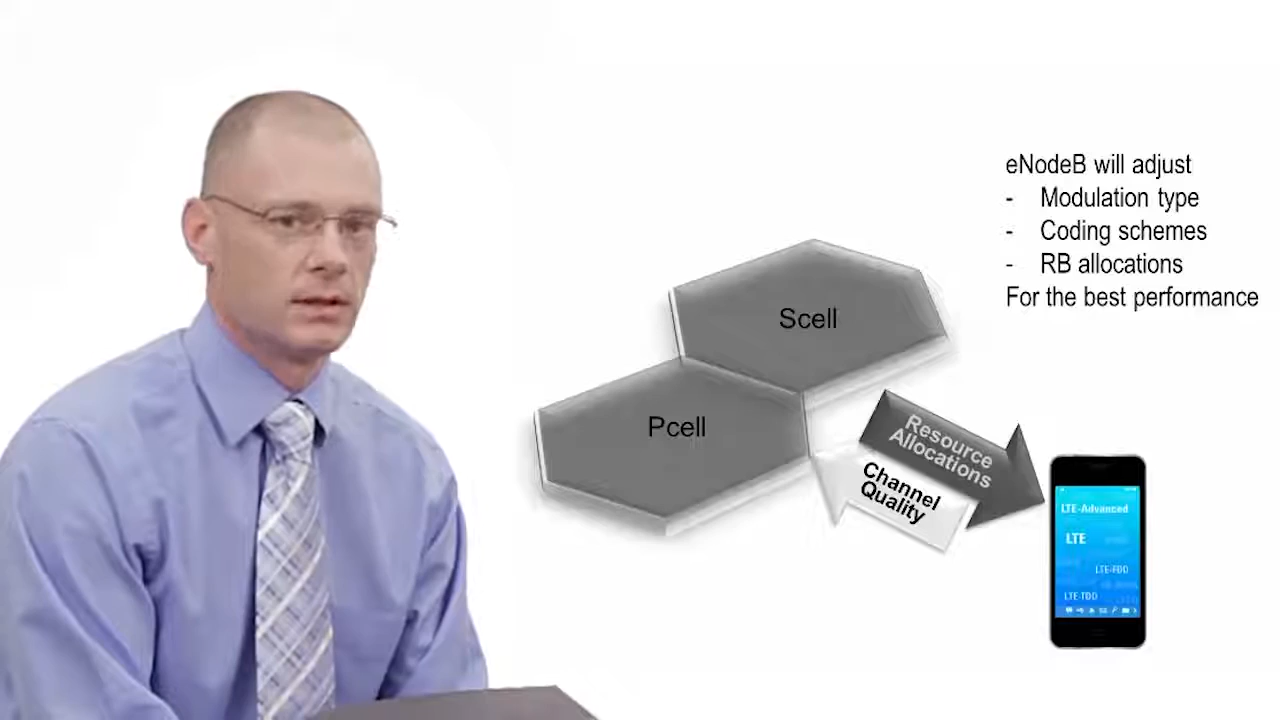 eNodeB will adjust
- Modulation type
- Coding schemes
- RB allocations
For the best performance
Scell
Pcell
Resource
Allocations
Channel
Quality
LTE-Advanced
LTE
LTE-FDD
LTE-TDD